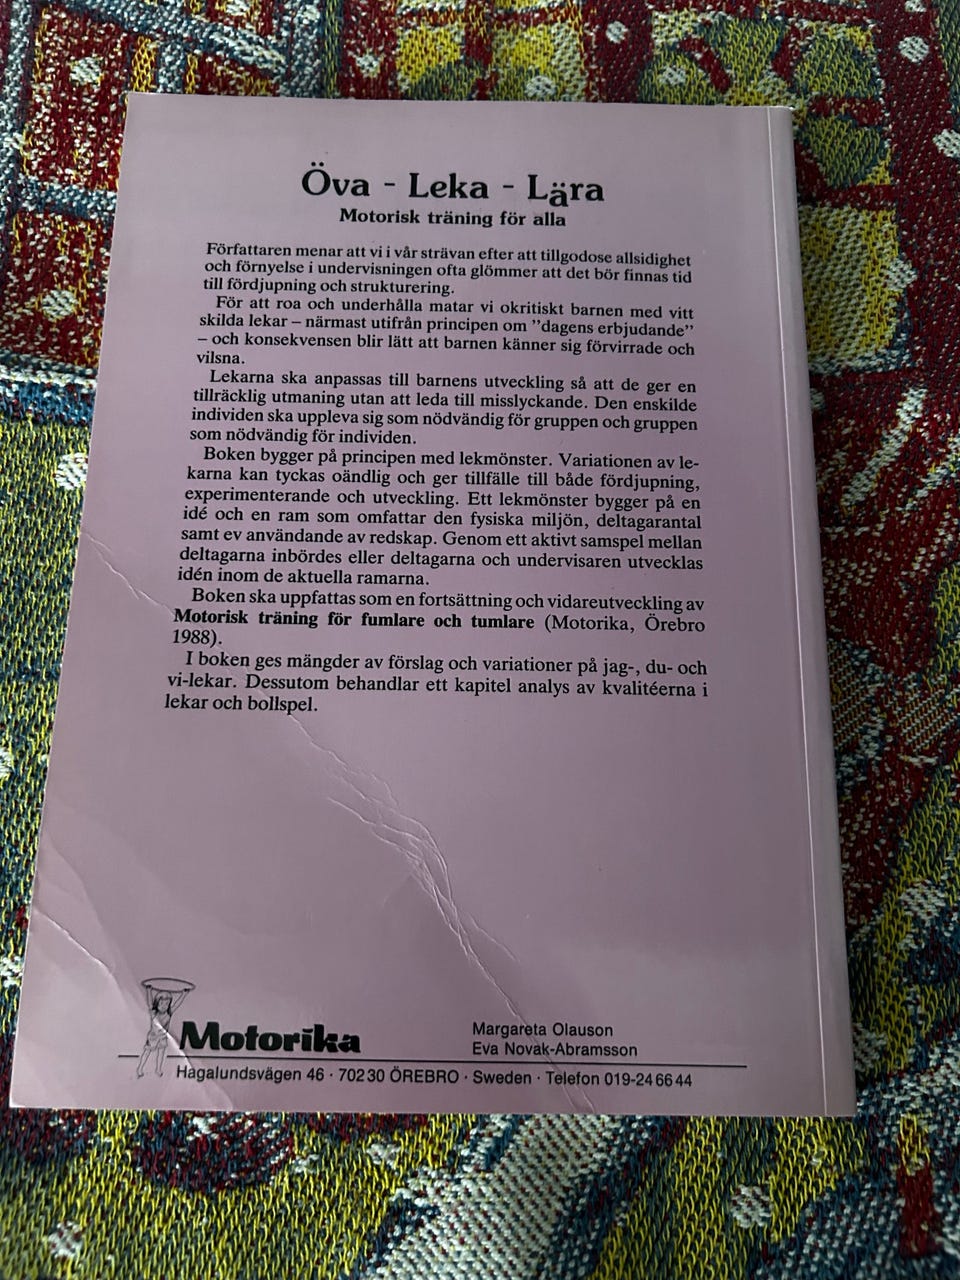 Öva - Leka - Lära
Motorisk träning för alla
Författaren menar att vi i vår strävan efter att tillgodose allsidighet
och förnyelse i undervisningen ofta glömmer att det bör finnas tid
till fördjupning och strukturering.
För att roa och underhålla matar vi okritiskt barnen med vitt
skilda lekar – närmast utifrån principen om ”dagens erbjudande”
– och konsekvensen blir lätt att barnen känner sig förvirrade och
vilsna.
Lekarna ska anpassas till barnens utveckling så att de ger en
tillräcklig utmaning utan att leda till misslyckande. Den enskilde
individen ska uppleva sig som nödvändig för gruppen och gruppen
som nödvändig för individen.
Boken bygger på principen med lekmönster. Variationen av le-
karna kan tyckas oändlig och ger tillfälle till både fördjupning,
experimenterande och utveckling. Ett lekmönster bygger på en
idé och en ram som omfattar den fysiska miljön, deltagarantal
samt ev användande av redskap. Genom ett aktivt samspel mellan
deltagarna inbördes eller deltagarna och undervisaren utvecklas
idén inom de aktuella ramarna.
Boken ska uppfattas som en fortsättning och vidareutveckling av
Motorisk träning för fumlare och tumlare (Motorika, Örebro
1988).
I boken ges mängder av förslag och variationer på jag-, du- och
vi-lekar. Dessutom behandlar ett kapitel analys av kvalitéerna i
lekar och bollspel.
Motorika
Margareta Olauson
Eva Novak-Abramsson
Hagalundsvägen 46 · 702 30 ÖREBRO · Sweden · Telefon 019-24 66 44